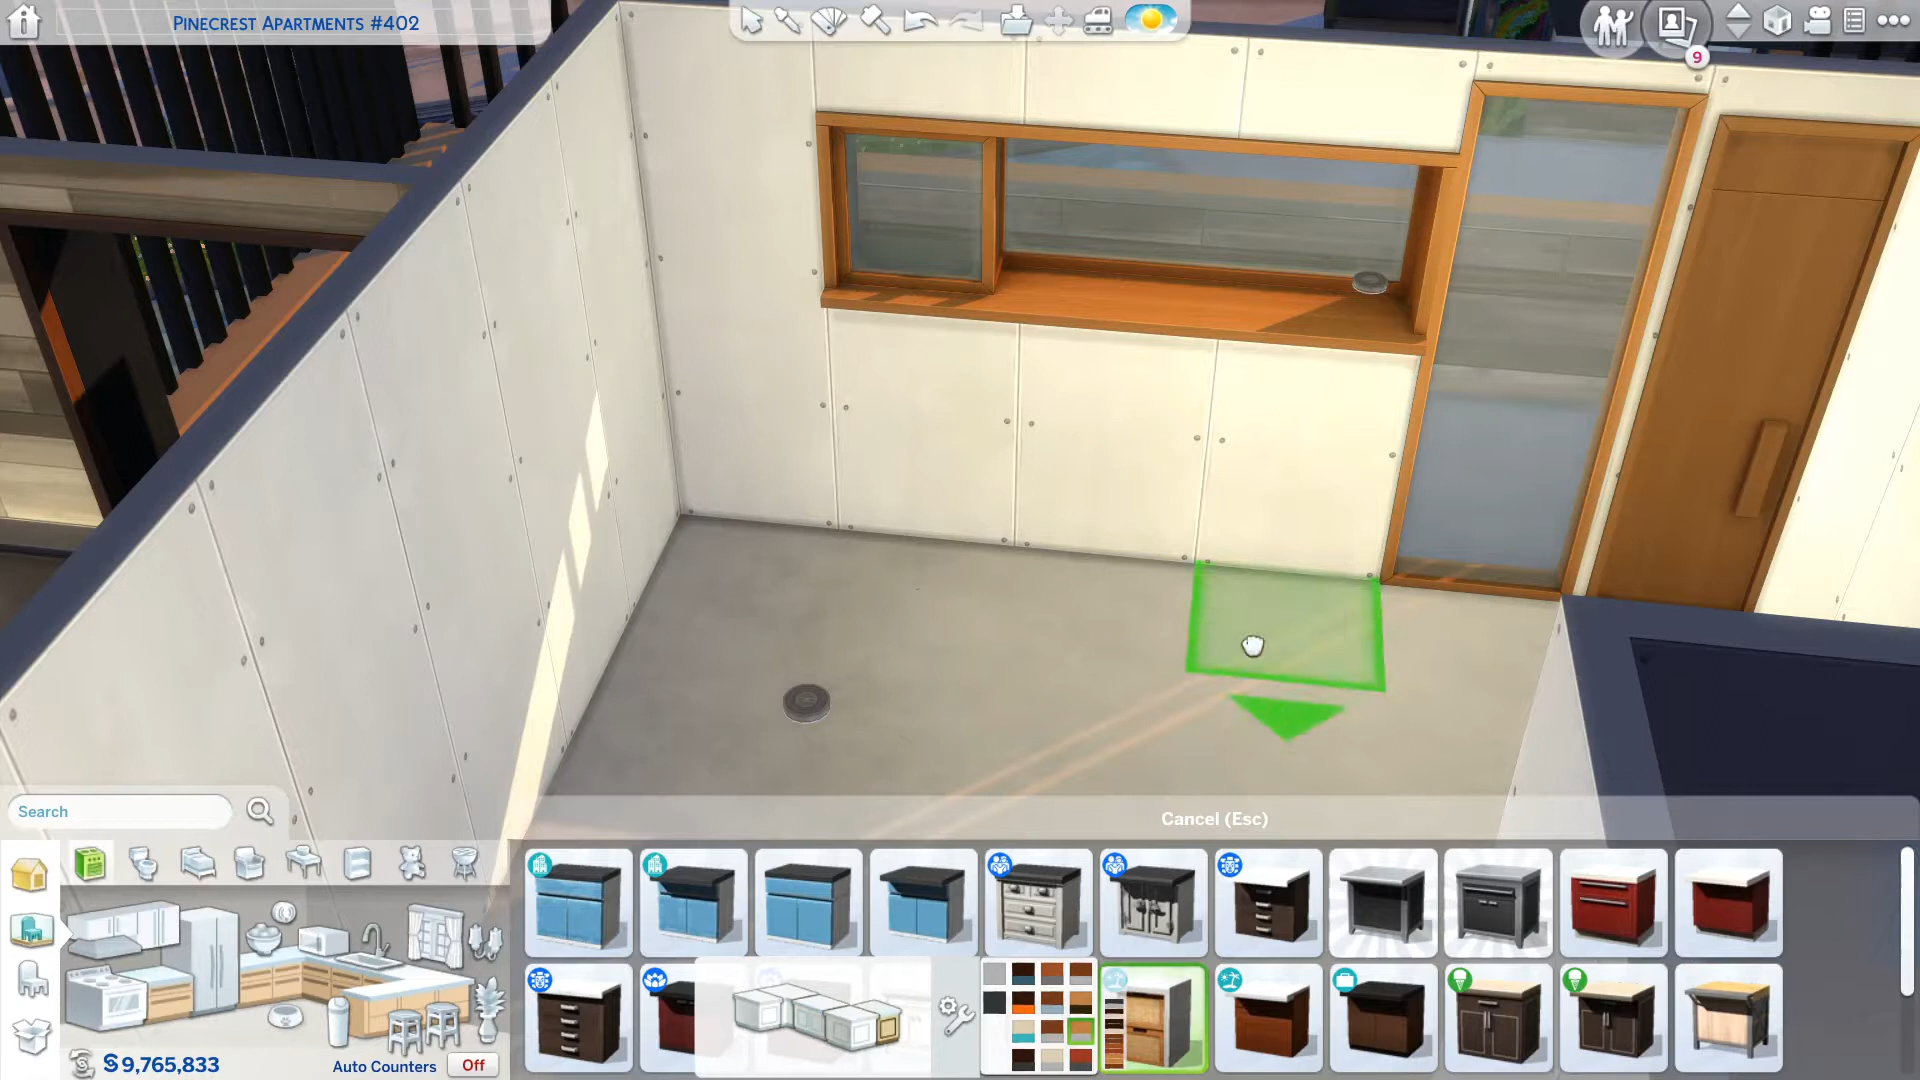 PINECREST APARTMENTS #402
9
Cancel (Esc)
Search
§9,765,833
Auto Counters Off